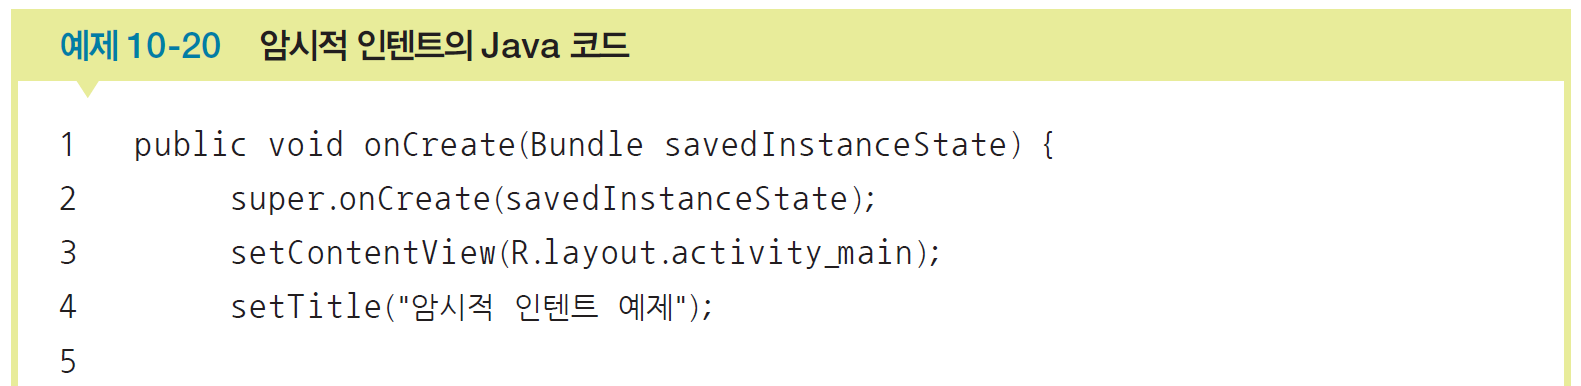 예제 10-20 암시적 인텐트의 Java 코드
1 public void onCreate(Bundle savedInstanceState) {
2 super.onCreate(savedInstanceState);
3 setContentView(R.layout.activity_main);
4 setTitle("암시적 인텐트 예제");
5